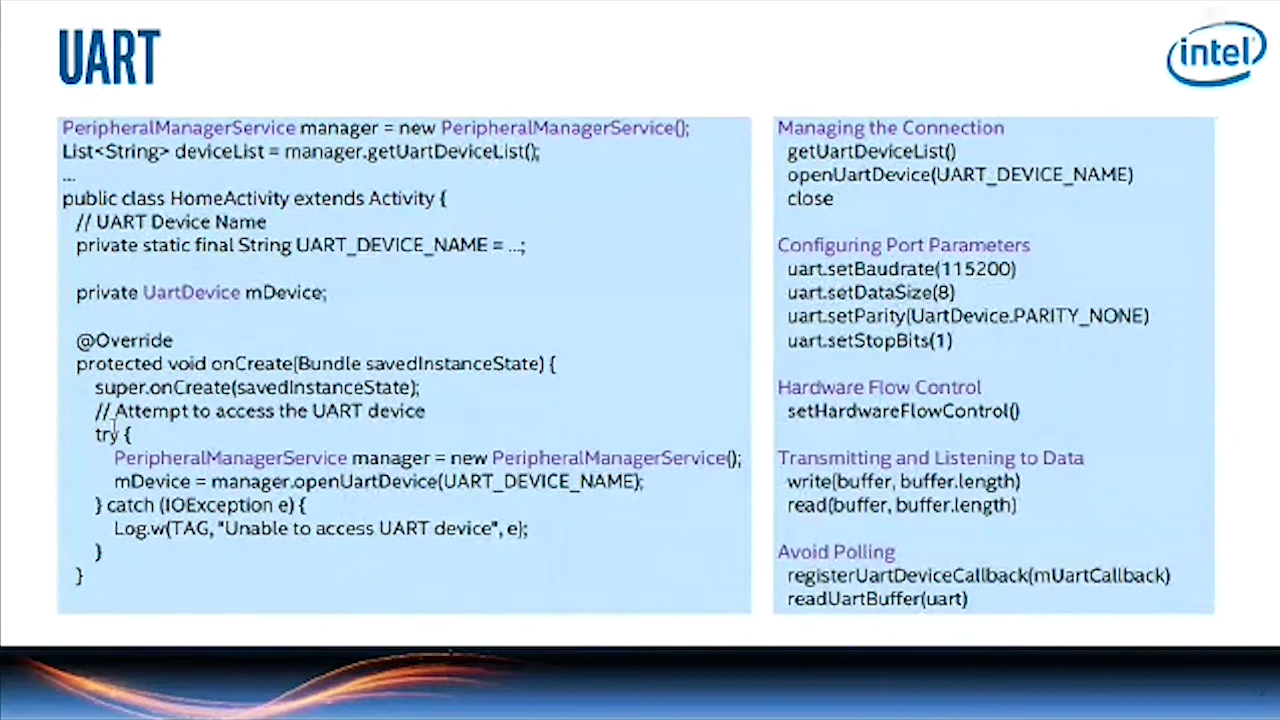 UART
intel
PeripheralManagerService manager = new PeripheralManagerService();
List<String> deviceList = manager.getUartDeviceList();
...
public class HomeActivity extends Activity {
// UART Device Name
private static final String UART_DEVICE_NAME = ...;
private UartDevice mDevice;
@Override
protected void onCreate(Bundle savedInstanceState) {
super.onCreate(savedInstanceState);
// Attempt to access the UART device
try {
PeripheralManagerService manager = new PeripheralManagerService();
mDevice = manager.openUartDevice(UART_DEVICE_NAME);
} catch (IOException e) {
Log.w(TAG, "Unable to access UART device", e);
}
}
Managing the Connection
getUartDeviceList()
openUartDevice(UART_DEVICE_NAME)
close
Configuring Port Parameters
uart.setBaudrate(115200)
uart.setDataSize(8)
uart.setParity(UartDevice.PARITY_NONE)
uart.setStopBits(1)
Hardware Flow Control
setHardwareFlowControl()
Transmitting and Listening to Data
write(buffer, buffer.length)
read(buffer, buffer.length)
Avoid Polling
registerUartDeviceCallback(mUartCallback)
readUartBuffer(uart)